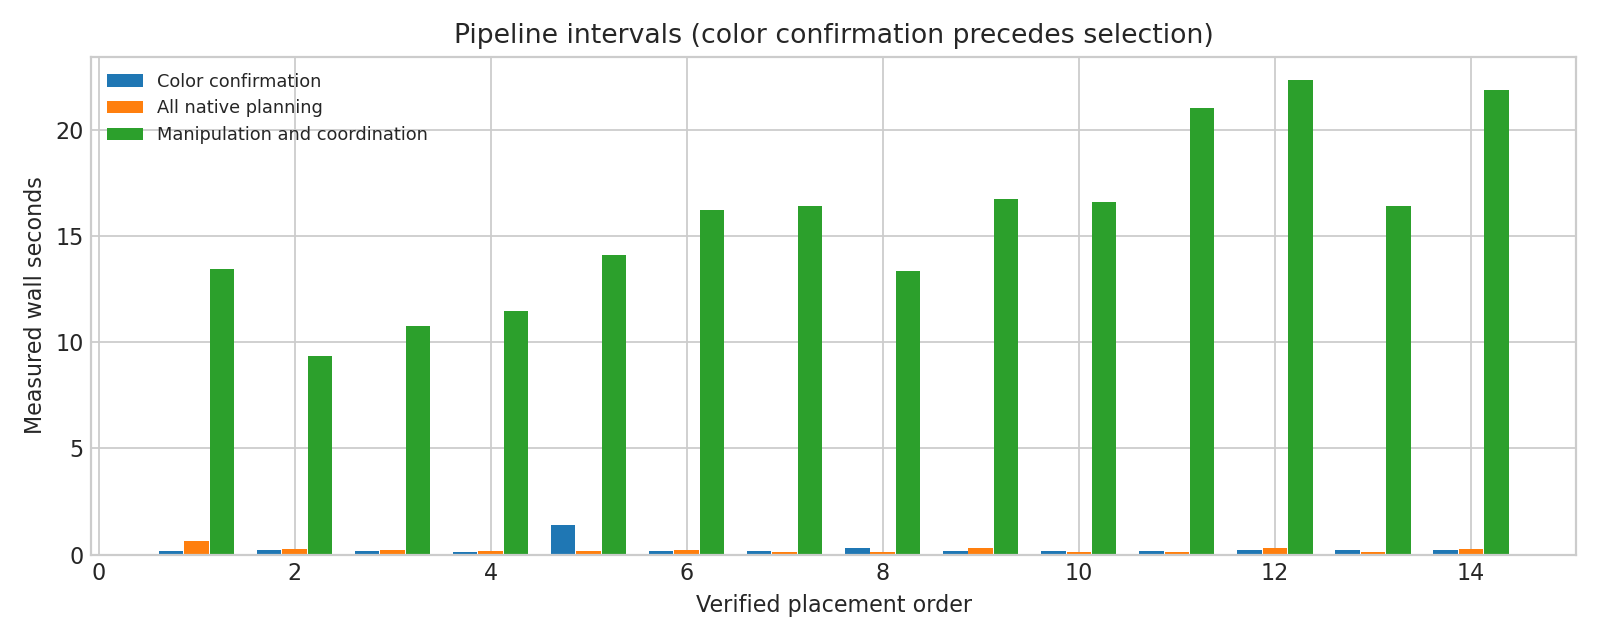 Pipeline intervals (color confirmation precedes selection)
Color confirmation
All native planning
Manipulation and coordination
Measured wall seconds
20
15
10
5
0
0 2 4 6 8 10 12 14
Verified placement order